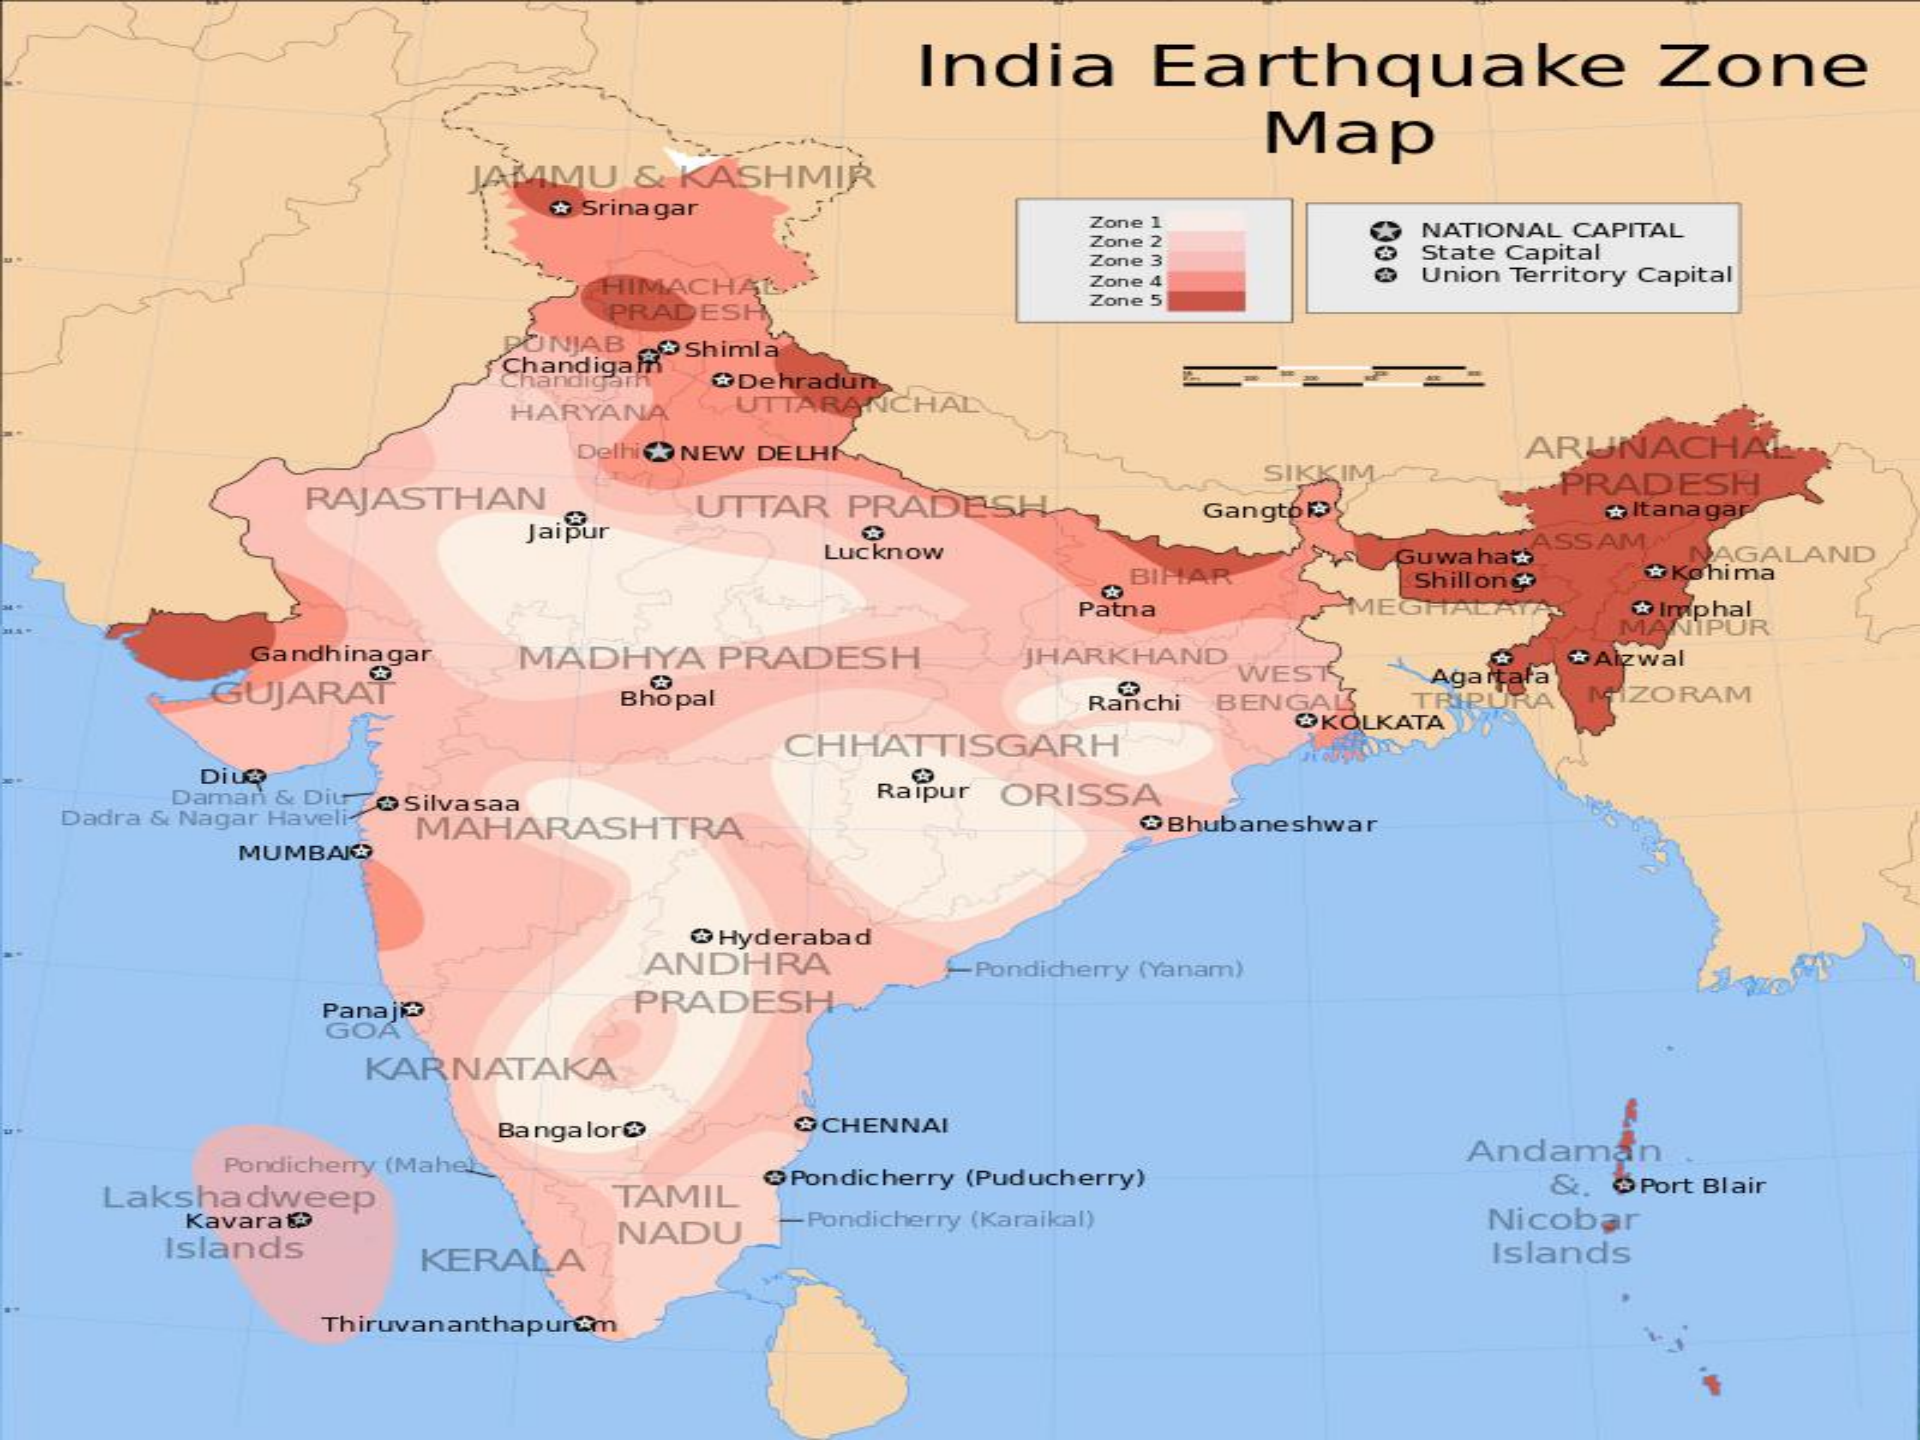 India Earthquake Zone
Map
Zone 1
Zone 2
Zone 3
Zone 4
Zone 5
NATIONAL CAPITAL
State Capital
Union Territory Capital
JAMMU & KASHMIR
Srinagar
HIMACHAL
PRADESH
PUNJAB
Shimla
Chandigarh
Chandigarh
Dehradun
UTTARANCHAL
HARYANA
Delhi
NEW DELHI
ARUNACHAL
PRADESH
SIKKIM
Gangtok
Itanagar
RAJASTHAN
UTTAR PRADESH
Jaipur
Lucknow
ASSAM
NAGALAND
Guwahat
Shillong
Kohima
BIHAR
Patna
MEGHALAYA
Imphal
MANIPUR
Gandhinagar
MADHYA PRADESH
JHARKHAND
WEST
BENGAL
Agartala
Aizwal
GUJARAT
Bhopal
Ranchi
TRIPURA
MIZORAM
KOLKATA
CHHATTISGARH
Diu
Daman & Diu
Dadra & Nagar Haveli
Silvasaa
Raipur
ORISSA
MAHARASHTRA
Bhubaneshwar
MUMBAI
Hyderabad
ANDHRA
PRADESH
Pondicherry (Yanam)
Panaji
GOA
KARNATAKA
Bangalor
CHENNAI
Pondicherry (Mahe)
Pondicherry (Puducherry)
Lakshadweep
Kavarat
Islands
TAMIL
NADU
Pondicherry (Karaikal)
KERALA
Thiruvananthapuram
Andaman
&
Nicobar
Islands
Port Blair